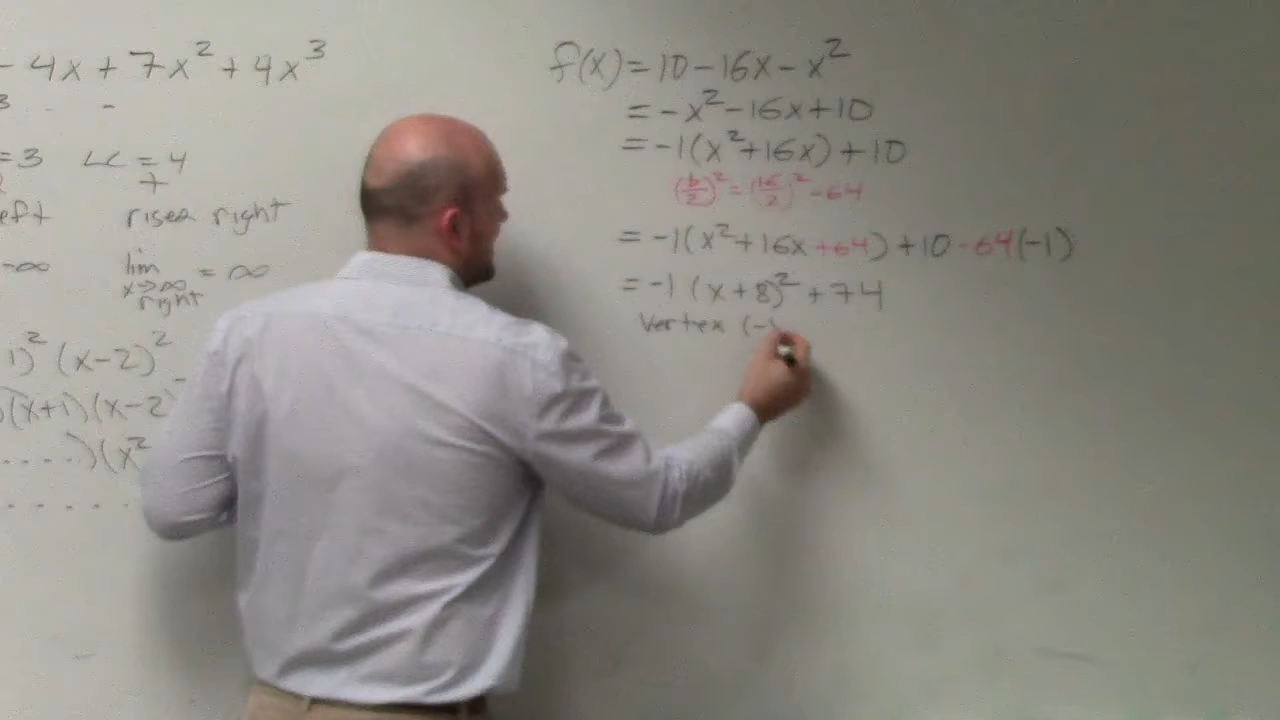 - 4x + 7x² + 4x³
3 . -
=3 LC = 4
+
eft rises right
-∞ lim = ∞
x→∞
right
1)² (x-2)²
)(x+1)(x-2)
.....)(x²
f(x) = 10 - 16x - x²
= -x² - 16x + 10
= -1(x² + 16x) + 10
(b/2)² = (16/2)² - 64
= -1(x² + 16x + 64) + 10 - 64(-1)
= -1 (x + 8)² + 74
Vertex (-